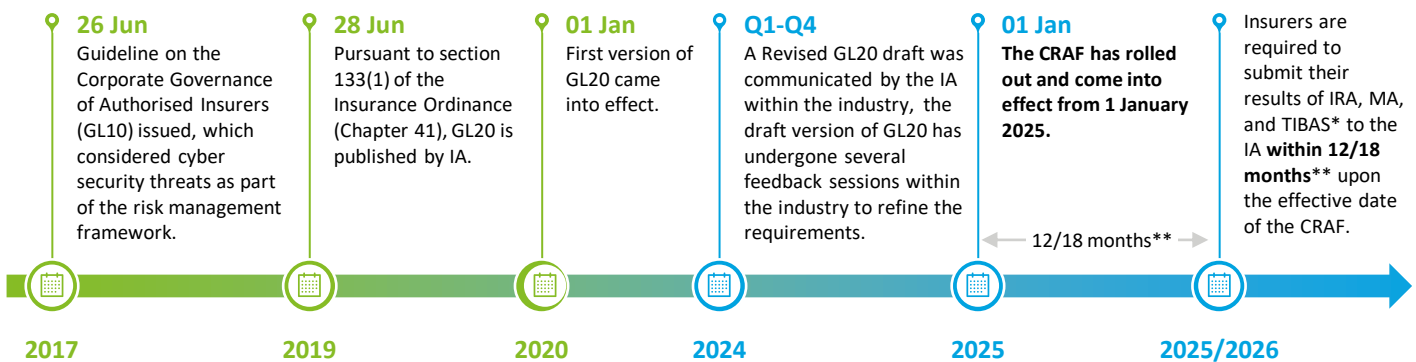 26 Jun
Guideline on the
Corporate Governance
of Authorised Insurers
(GL10) issued, which
considered cyber
security threats as part
of the risk management
framework.
28 Jun
Pursuant to section
133(1) of the
Insurance Ordinance
(Chapter 41), GL20 is
published by IA.
01 Jan
First version of
GL20 came
into effect.
Q1-Q4
A Revised GL20 draft was
communicated by the IA
within the industry, the
draft version of GL20 has
undergone several
feedback sessions within
the industry to refine the
requirements.
01 Jan
The CRAF has rolled
out and come into
effect from 1 January
2025.
Insurers are
required to
submit their
results of IRA, MA,
and TIBAS* to the
IA within 12/18
months** upon
the effective date
of the CRAF.
12/18 months**
2017
2019
2020
2024
2025
2025/2026